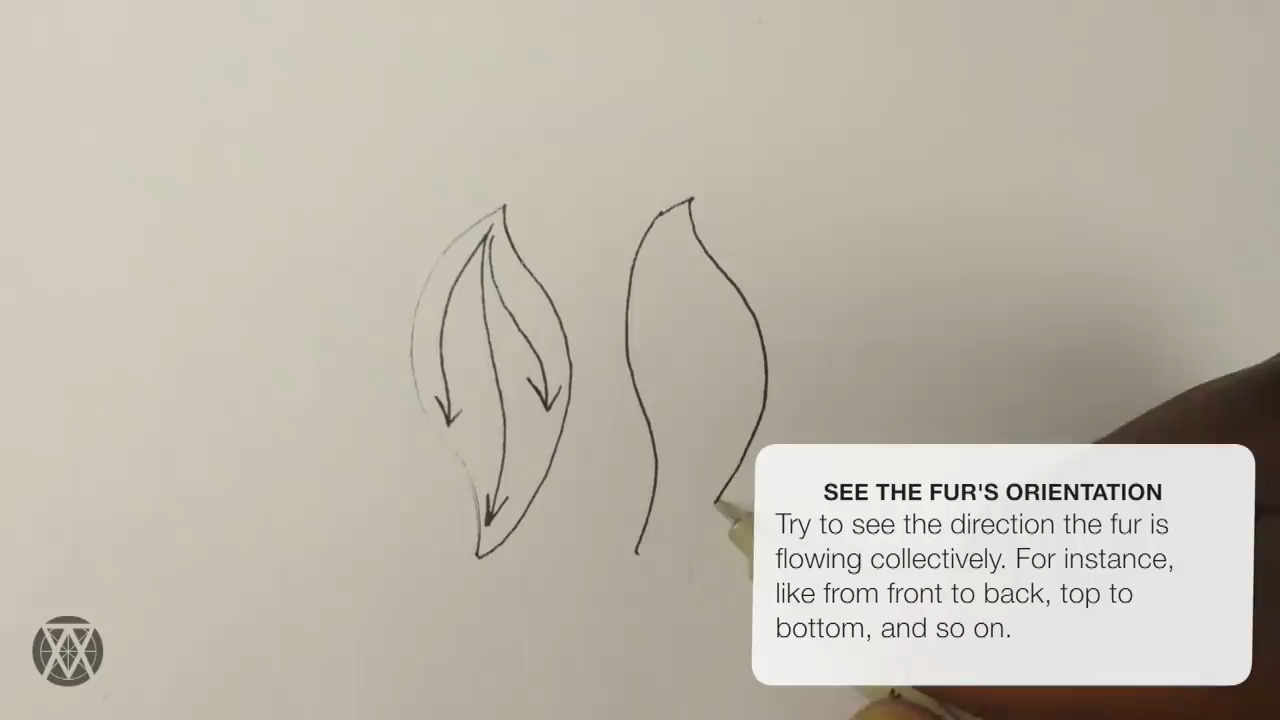 SEE THE FUR'S ORIENTATION
Try to see the direction the fur is
flowing collectively. For instance,
like from front to back, top to
bottom, and so on.